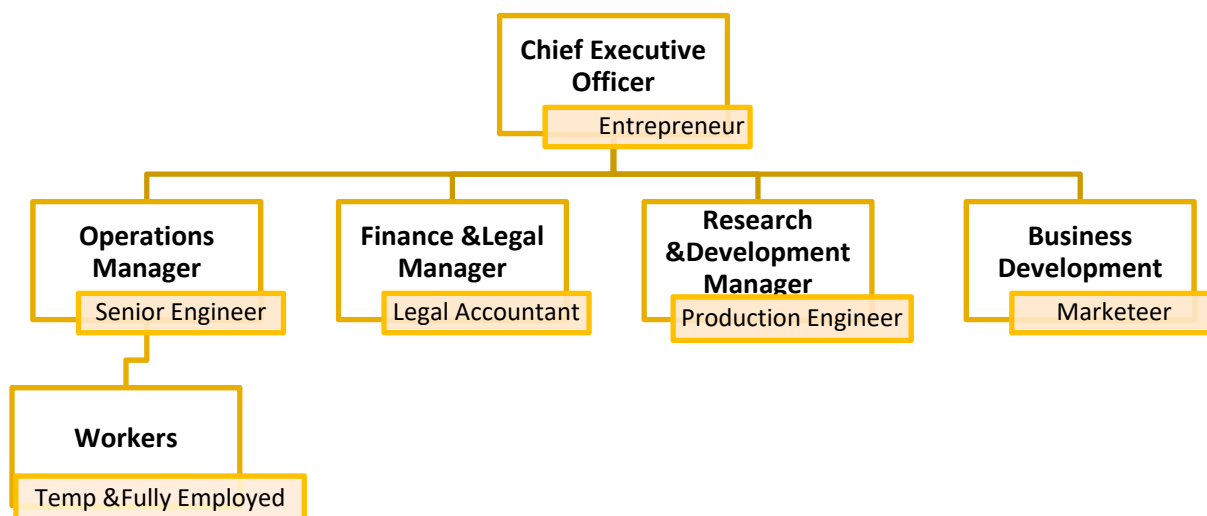 Chief Executive
Officer
Entrepreneur
Operations
Manager
Senior Engineer
Finance &Legal
Manager
Legal Accountant
Research
&Development
Manager
Production Engineer
Business
Development
Marketeer
Workers
Temp &Fully Employed